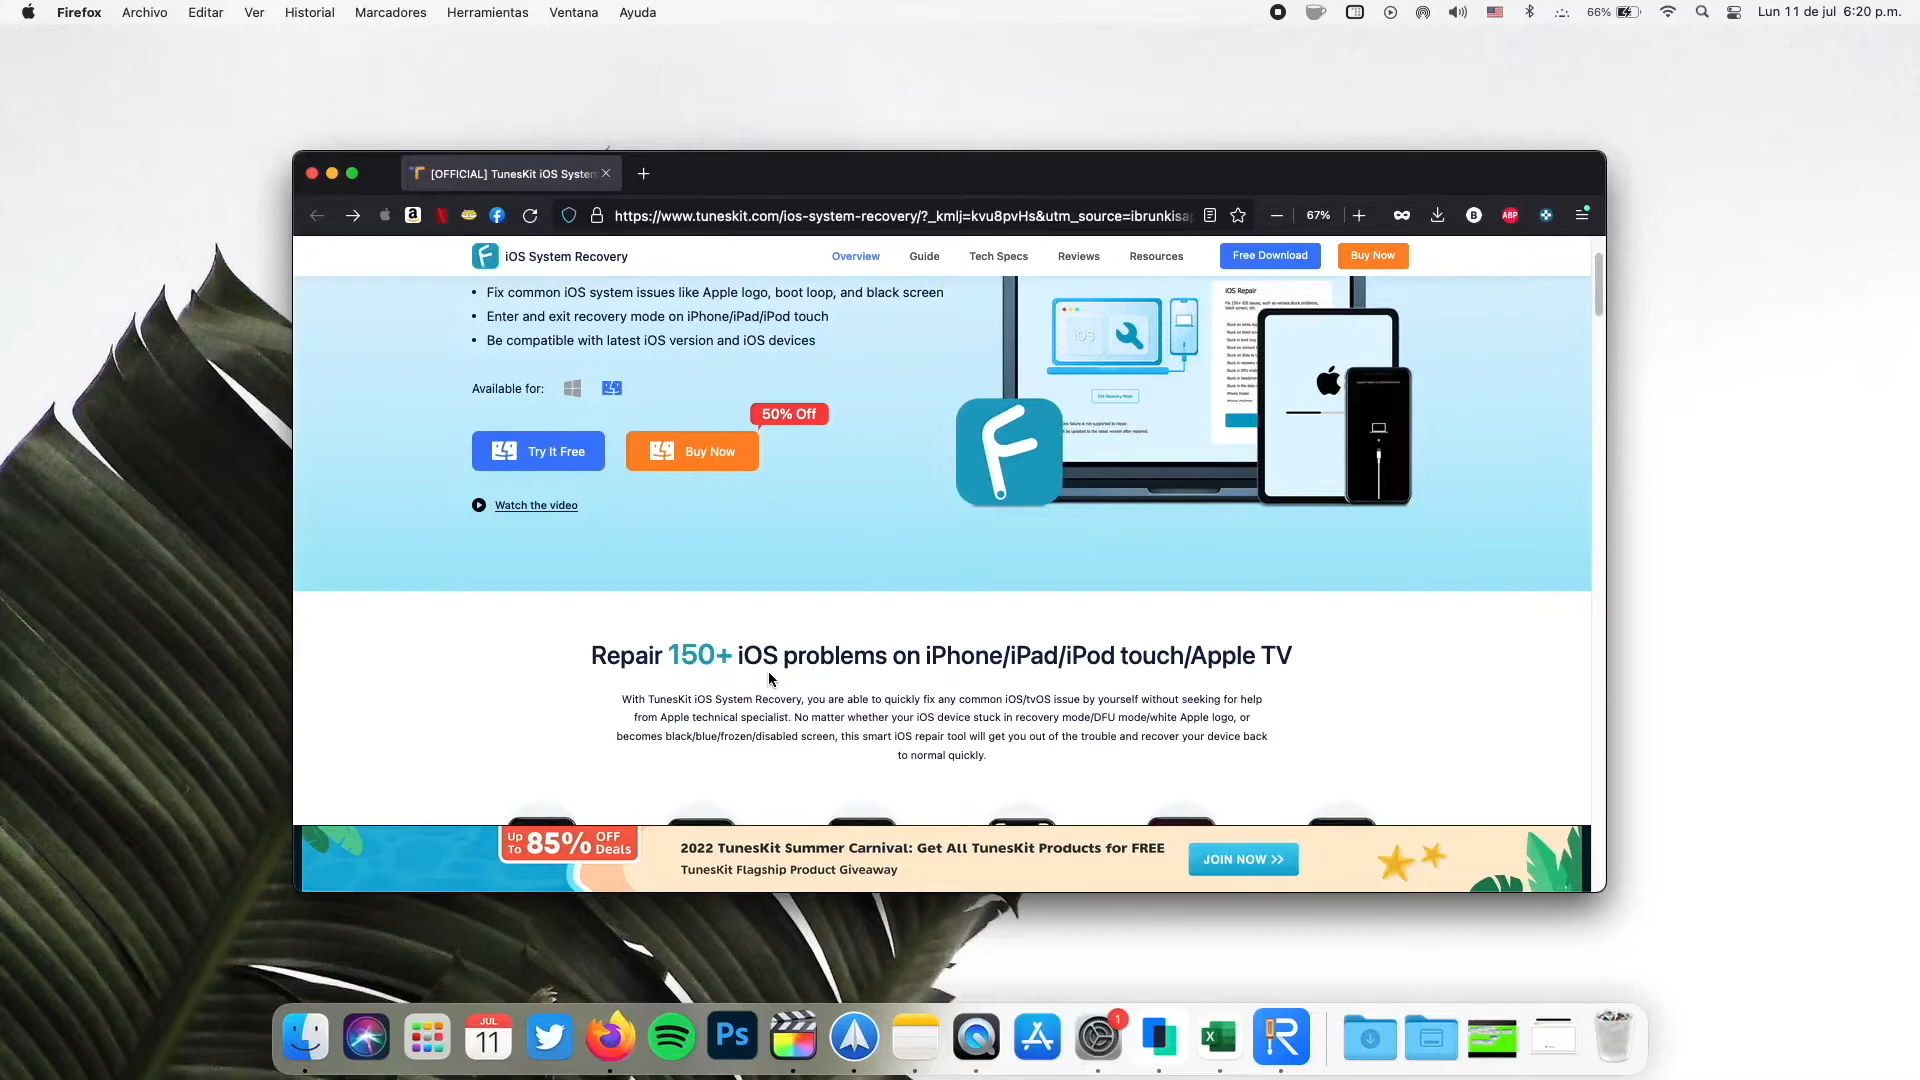 Firefox Archivo Editar Ver Historial Marcadores Herramientas Ventana Ayuda 66% Lun 11 de jul 6:20 p.m.
[OFFICIAL] TunesKit iOS System
https://www.tuneskit.com/ios-system-recovery/?_kmlj=kvu8pvHs&utm_source=ibrunkisa 67% B ABP
iOS System Recovery Overview Guide Tech Specs Reviews Resources Free Download Buy Now
• Fix common iOS system issues like Apple logo, boot loop, and black screen
• Enter and exit recovery mode on iPhone/iPad/iPod touch
• Be compatible with latest iOS version and iOS devices
iOS Repair
iOS
Exit Recovery Mode
Available for:
50% Off
Try It Free Buy Now
Watch the video
Repair 150+ iOS problems on iPhone/iPad/iPod touch/Apple TV
With TunesKit iOS System Recovery, you are able to quickly fix any common iOS/tvOS issue by yourself without seeking for help
from Apple technical specialist. No matter whether your iOS device stuck in recovery mode/DFU mode/white Apple logo, or
becomes black/blue/frozen/disabled screen, this smart iOS repair tool will get you out of the trouble and recover your device back
to normal quickly.
Up To 85% OFF Deals
2022 TunesKit Summer Carnival: Get All TunesKit Products for FREE
TunesKit Flagship Product Giveaway
JOIN NOW >>
JUL
11
Ps
1
X
R